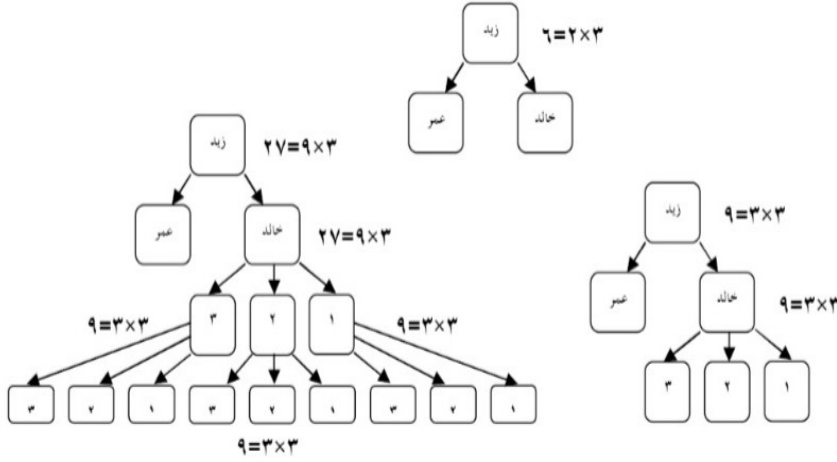 زيد ٣×٢=٦
عمر خالد
زيد ٣×٩=٢٧
عمر خالد ٣×٩=٢٧
٣×٣=٩ ٣ ٢ ١ ٣×٣=٩
٣ ٢ ١ ٣ ٢ ١ ٣ ٢ ١
٣×٣=٩
زيد ٣×٣=٩
عمر خالد ٣×٣=٩
٣ ٢ ١